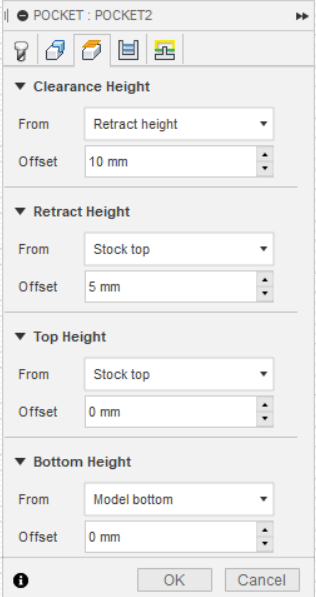 POCKET : POCKET2
Clearance Height
From Retract height
Offset 10 mm
Retract Height
From Stock top
Offset 5 mm
Top Height
From Stock top
Offset 0 mm
Bottom Height
From Model bottom
Offset 0 mm
OK Cancel